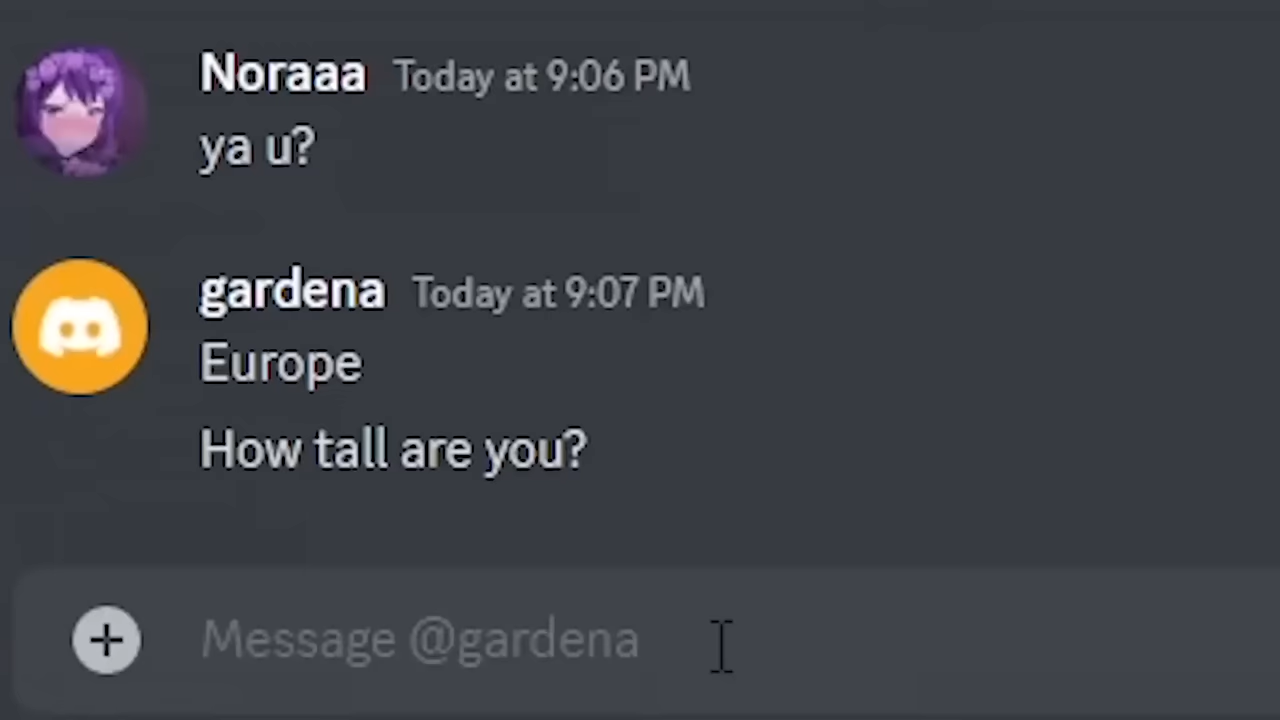 Noraaa Today at 9:06 PM
ya u?
gardena Today at 9:07 PM
Europe
How tall are you?
Message @gardena